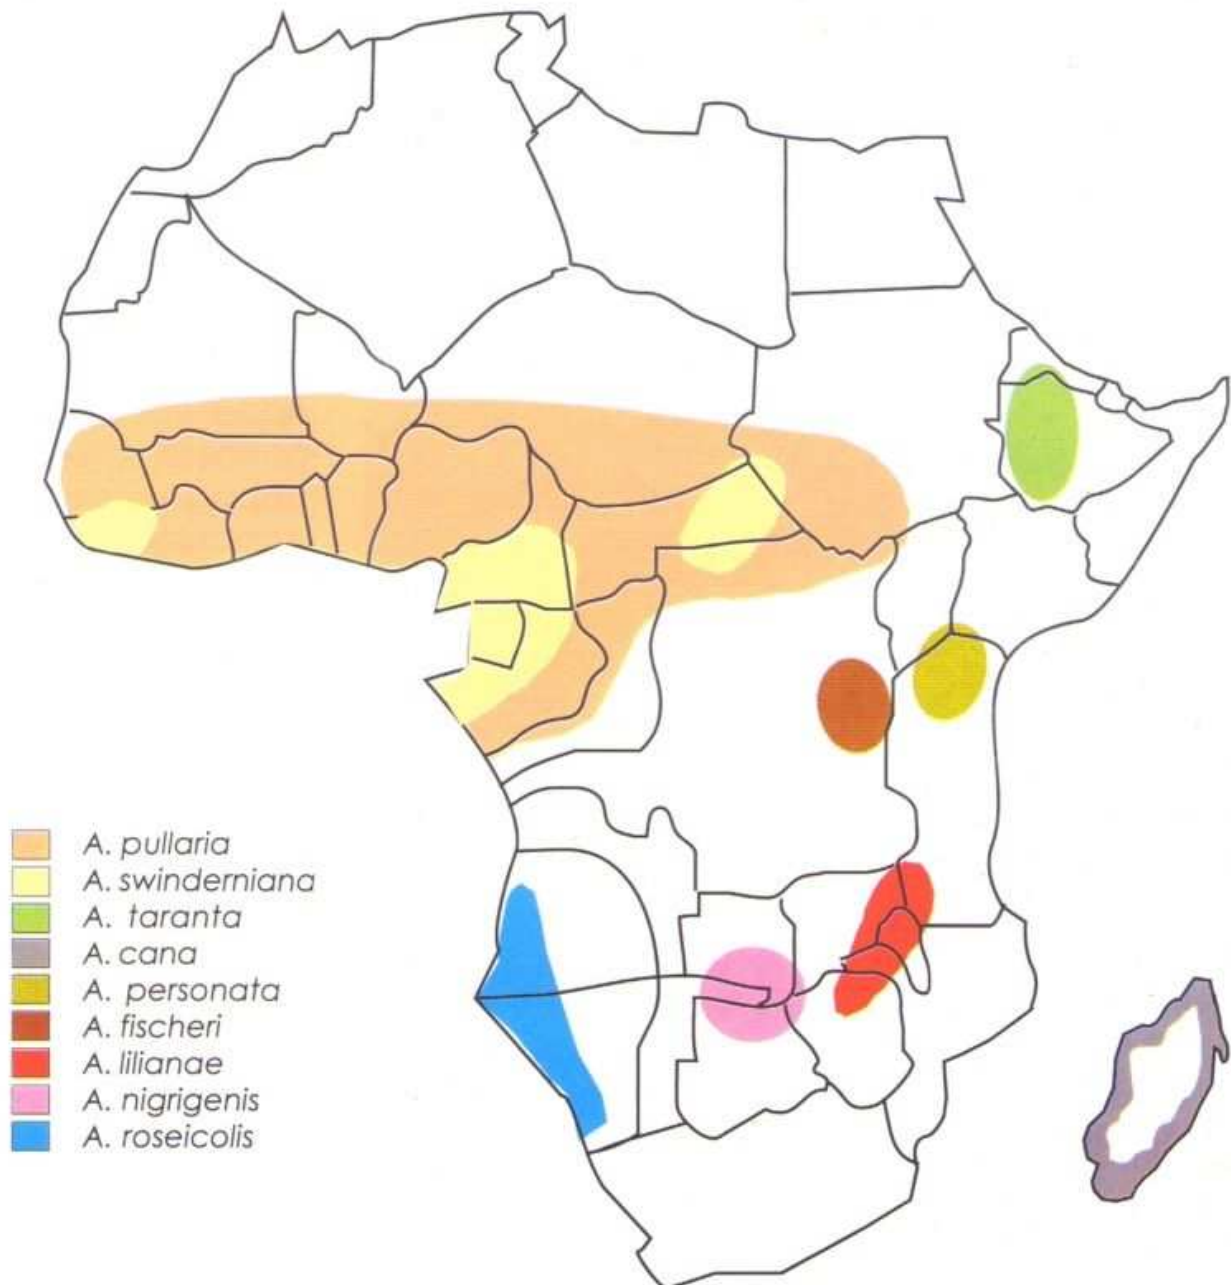 A. pullaria
A. swinderniana
A. taranta
A. cana
A. personata
A. fischeri
A. lilianae
A. nigrigenis
A. roseicolis